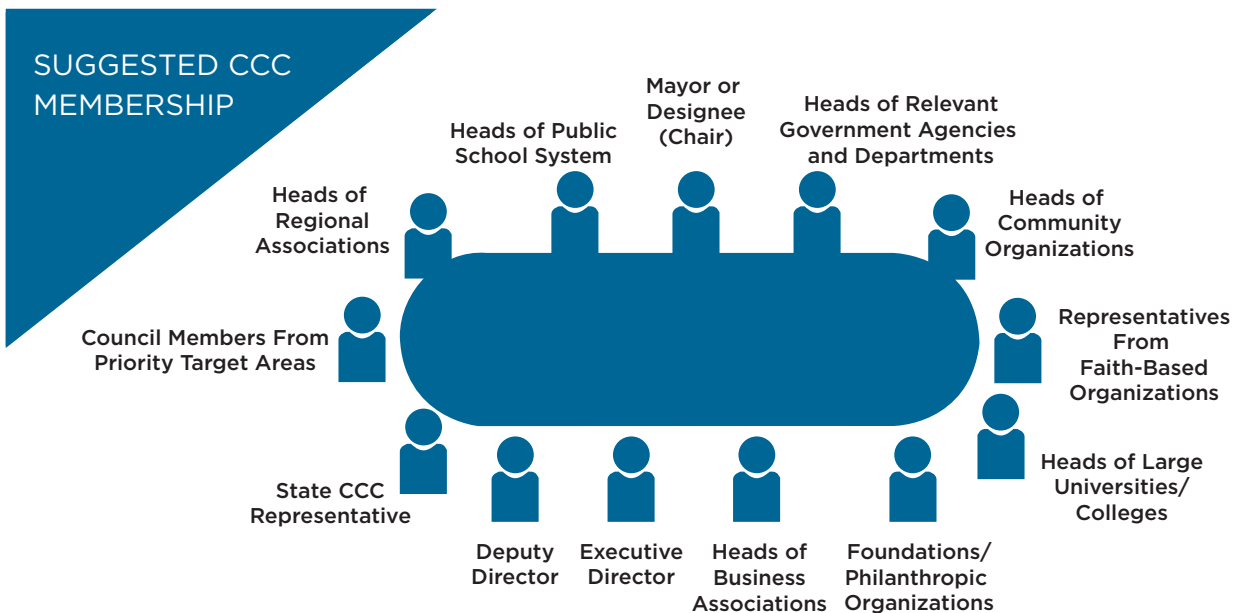 SUGGESTED CCC
MEMBERSHIP
Mayor or
Designee
(Chair)
Heads of Public
School System
Heads of Relevant
Government Agencies
and Departments
Heads of
Regional
Associations
Heads of
Community
Organizations
Council Members From
Priority Target Areas
Representatives
From
Faith-Based
Organizations
State CCC
Representative
Heads of Large
Universities/
Colleges
Deputy
Director
Executive
Director
Heads of
Business
Associations
Foundations/
Philanthropic
Organizations